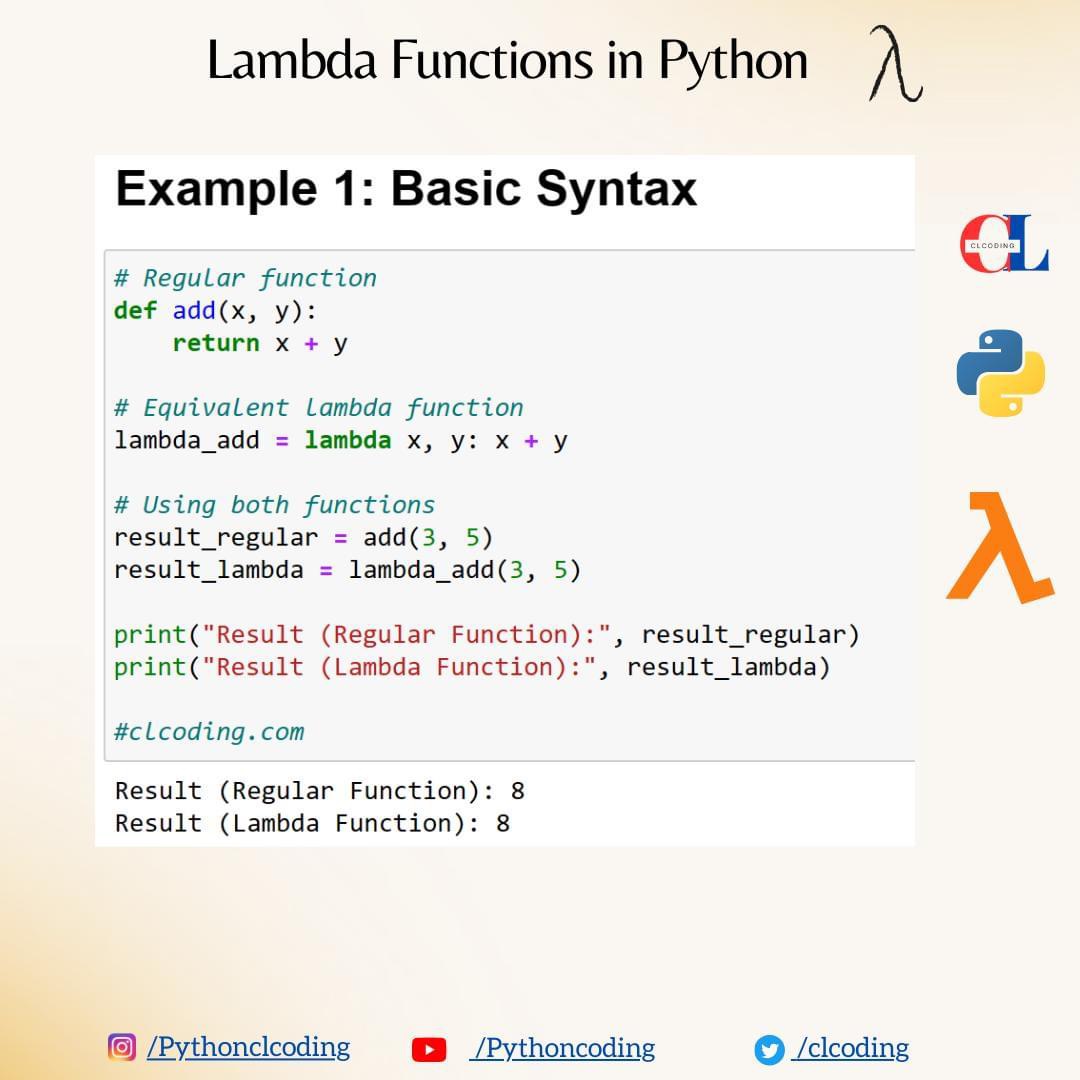 Lambda Functions in Python λ
Example 1: Basic Syntax
# Regular function
def add(x, y):
    return x + y
# Equivalent lambda function
lambda_add = lambda x, y: x + y
# Using both functions
result_regular = add(3, 5)
result_lambda = lambda_add(3, 5)
print("Result (Regular Function):", result_regular)
print("Result (Lambda Function):", result_lambda)
#clcoding.com
Result (Regular Function): 8
Result (Lambda Function): 8
CL
CLCODING
λ
/Pythonclcoding
/Pythoncoding
/clcoding